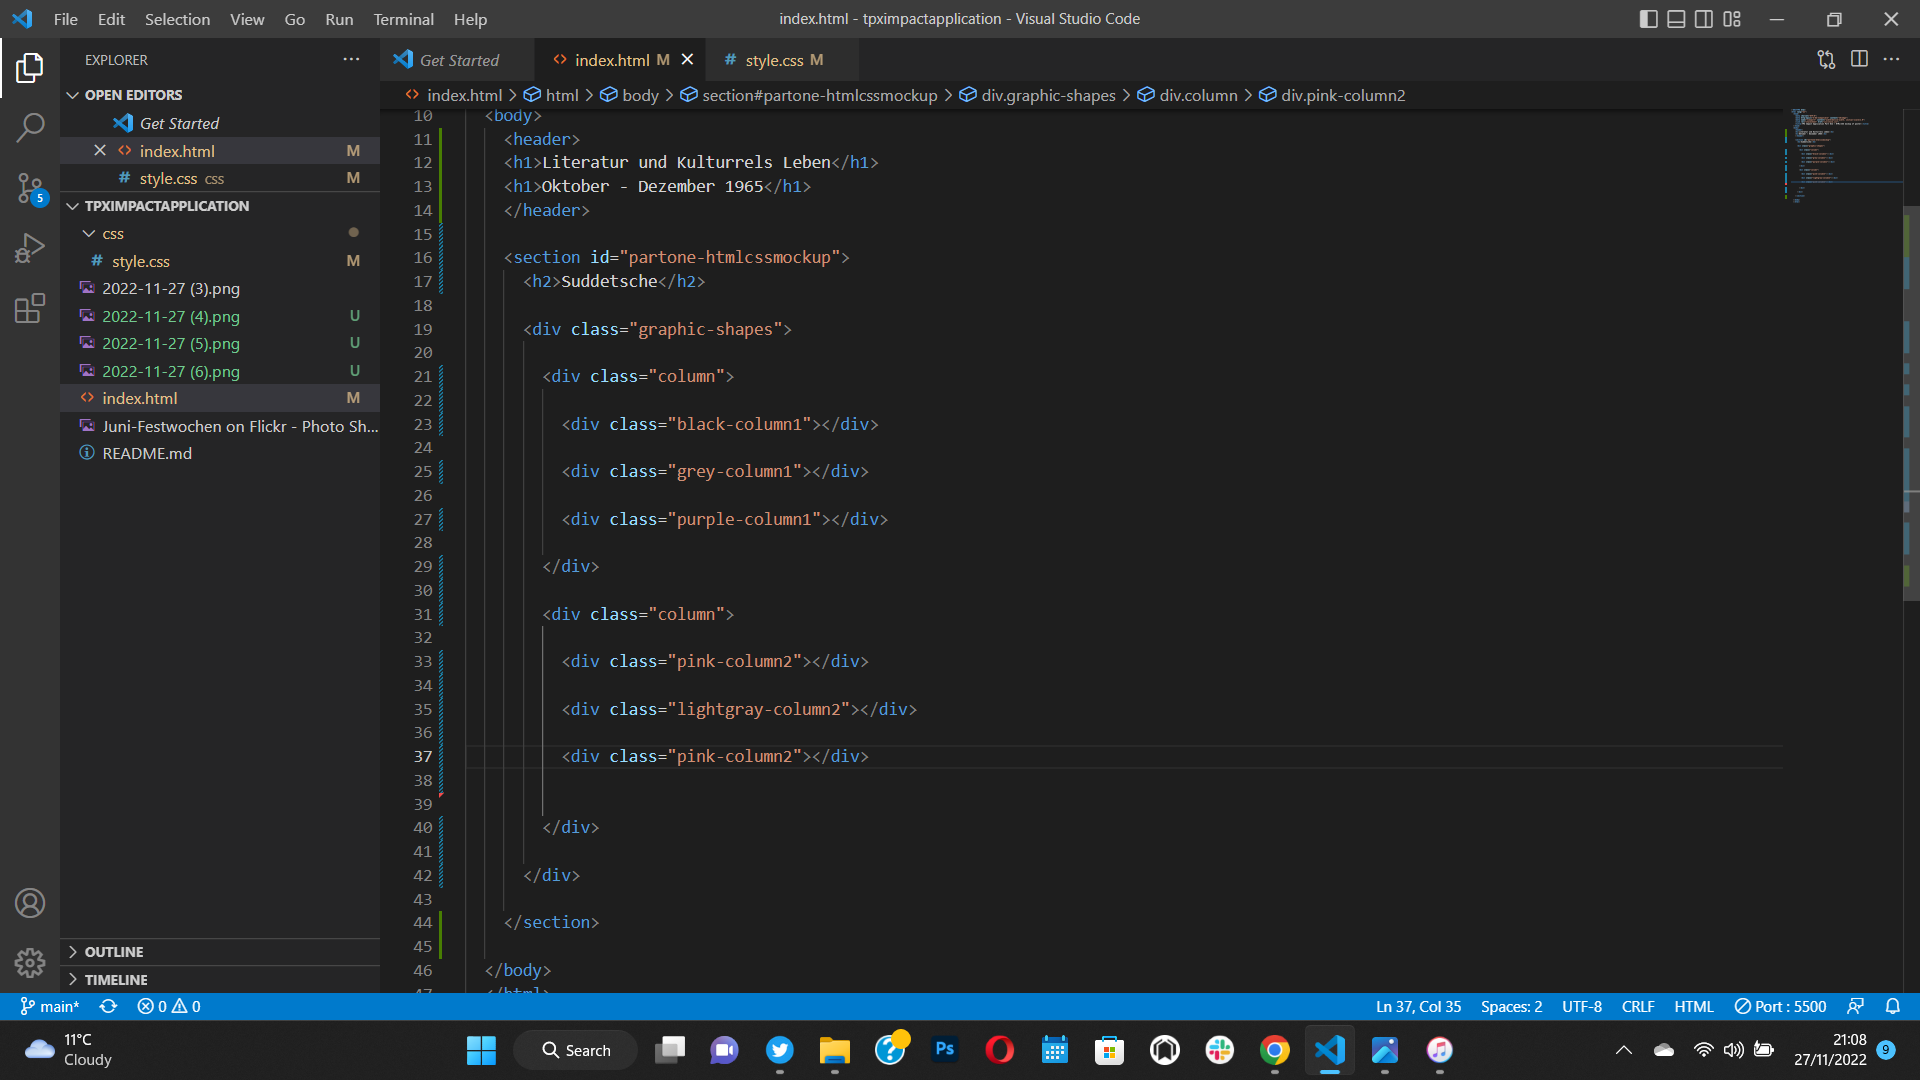 File Edit Selection View Go Run Terminal Help
index.html - tpximpactapplication - Visual Studio Code
EXPLORER
OPEN EDITORS
Get Started
index.html M
style.css css M
TPXIMPACTAPPLICATION
css
style.css M
2022-11-27 (3).png
2022-11-27 (4).png U
2022-11-27 (5).png U
2022-11-27 (6).png U
index.html M
Juni-Festwochen on Flickr - Photo Sh...
README.md
OUTLINE
TIMELINE
5
Get Started index.html M style.css M
index.html > html > body > section#partone-htmlcssmockup > div.graphic-shapes > div.column > div.pink-column2
10 <body>
11 <header>
12 <h1>Literatur und Kulturrels Leben</h1>
13 <h1>Oktober - Dezember 1965</h1>
14 </header>
15
16 <section id="partone-htmlcssmockup">
17 <h2>Suddetsche</h2>
18
19 <div class="graphic-shapes">
20
21 <div class="column">
22
23 <div class="black-column1"></div>
24
25 <div class="grey-column1"></div>
26
27 <div class="purple-column1"></div>
28
29 </div>
30
31 <div class="column">
32
33 <div class="pink-column2"></div>
34
35 <div class="lightgray-column2"></div>
36
37 <div class="pink-column2"></div>
38
39
40 </div>
41
42 </div>
43
44 </section>
45
46 </body>
47 </html>
main* 0 0
Ln 37, Col 35 Spaces: 2 UTF-8 CRLF HTML Port : 5500
11°C
Cloudy
Search
Ps
21:08
27/11/2022
9